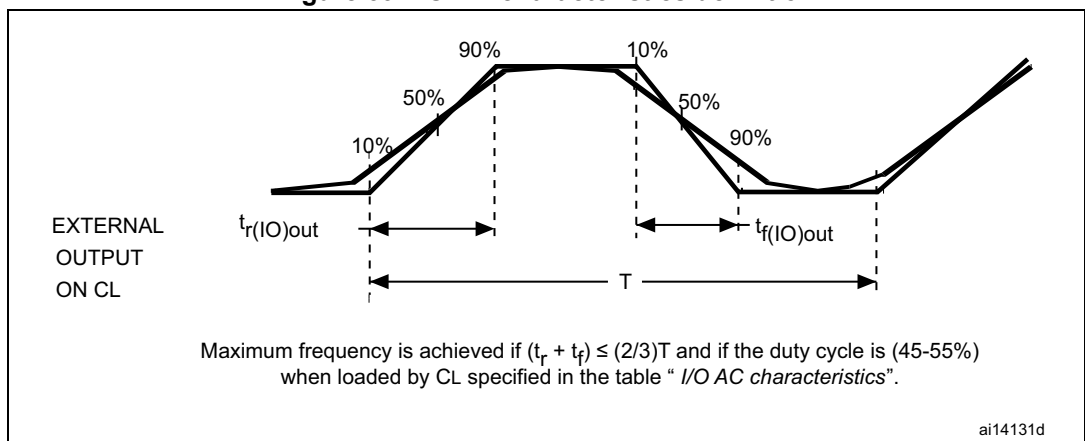 90%
10%
50%
50%
10%
90%
EXTERNAL
OUTPUT
ON CL
tr(IO)out
tf(IO)out
T
Maximum frequency is achieved if (tr + tf) ≤ (2/3)T and if the duty cycle is (45-55%)
when loaded by CL specified in the table “ I/O AC characteristics”.
ai14131d